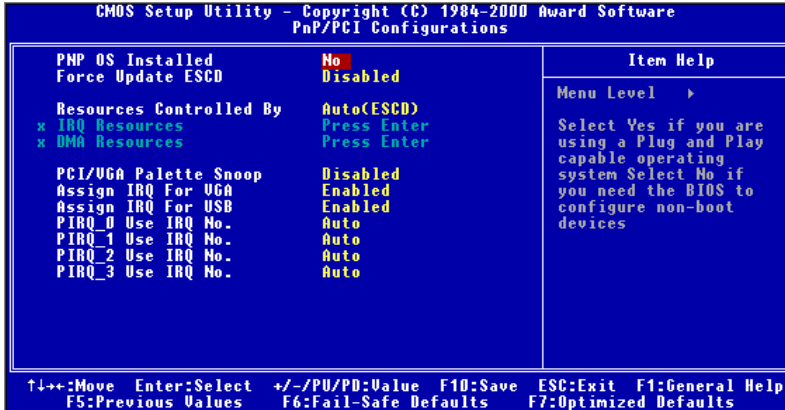 CMOS Setup Utility - Copyright (C) 1984-2000 Award Software
PnP/PCI Configurations
PNP OS Installed No
Force Update ESCD Disabled
Resources Controlled By Auto(ESCD)
x IRQ Resources Press Enter
x DMA Resources Press Enter
PCI/VGA Palette Snoop Disabled
Assign IRQ For VGA Enabled
Assign IRQ For USB Enabled
PIRQ_0 Use IRQ No. Auto
PIRQ_1 Use IRQ No. Auto
PIRQ_2 Use IRQ No. Auto
PIRQ_3 Use IRQ No. Auto
Item Help
Menu Level ▸
Select Yes if you are
using a Plug and Play
capable operating
system Select No if
you need the BIOS to
configure non-boot
devices
↑↓→←:Move Enter:Select +/-/PU/PD:Value F10:Save ESC:Exit F1:General Help
F5:Previous Values F6:Fail-Safe Defaults F7:Optimized Defaults